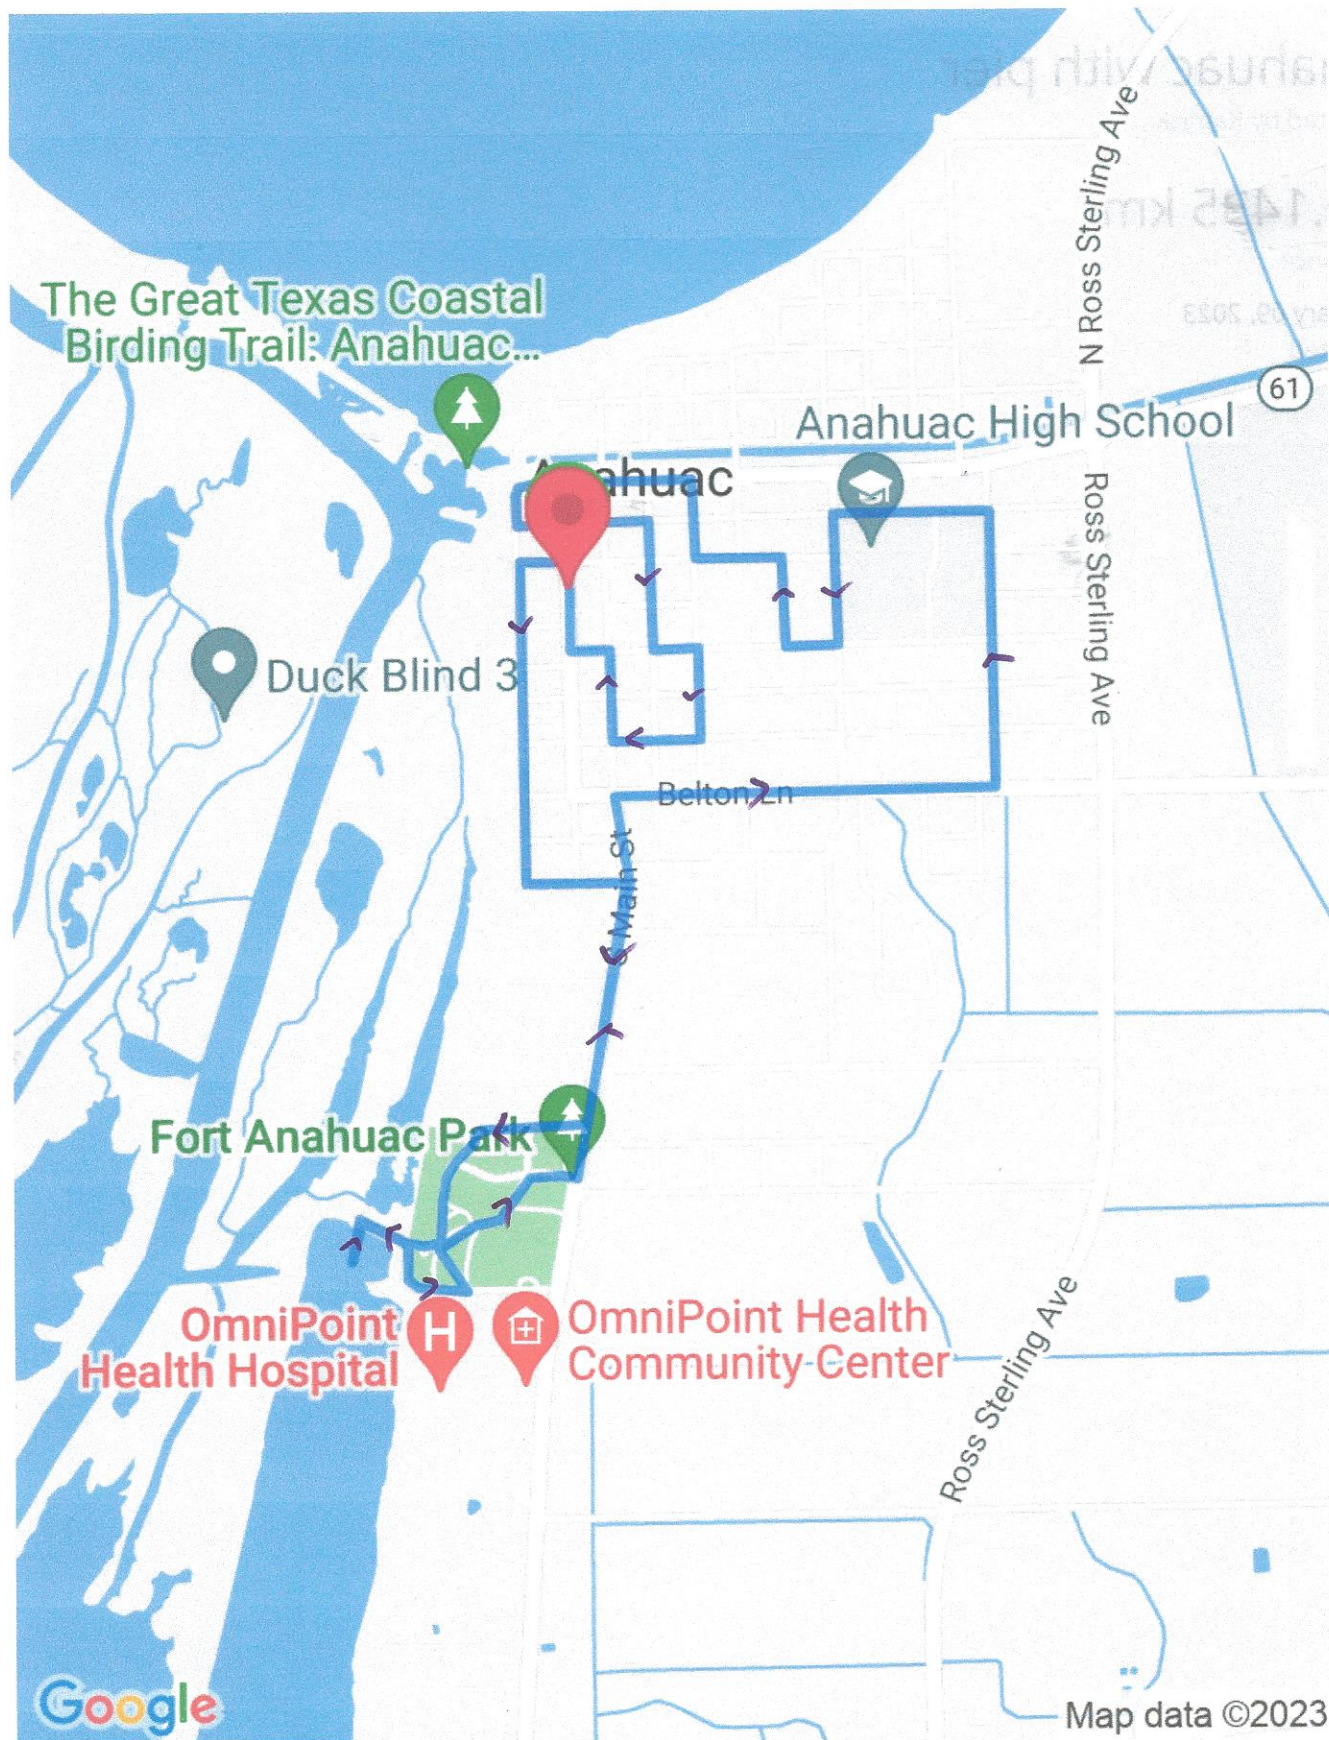 The Great Texas Coastal
Birding Trail: Anahuac...
N Ross Sterling Ave
61
Anahuac High School
Anahuac
Ross Sterling Ave
Duck Blind 3
Belton Ln
S Main St
Fort Anahuac Park
OmniPoint
Health Hospital
H
OmniPoint Health
Community Center
Ross Sterling Ave
Google
Map data ©2023